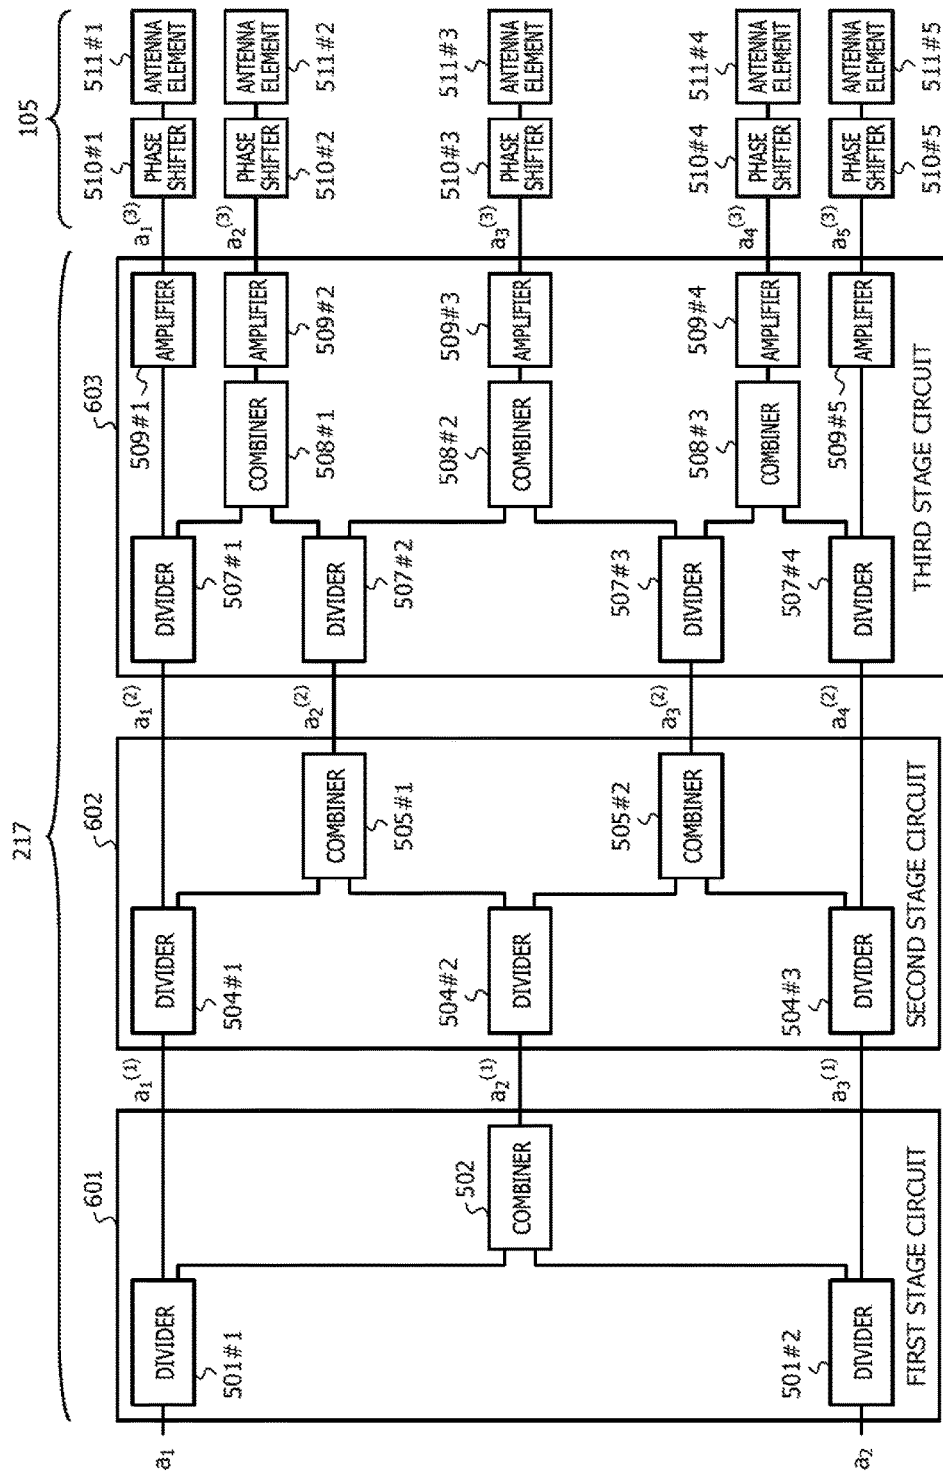 217
105
601
602
603
a1
a2
DIVIDER
501#1
DIVIDER
501#2
COMBINER
502
FIRST STAGE CIRCUIT
a1(1)
a2(1)
a3(1)
DIVIDER
504#1
DIVIDER
504#2
DIVIDER
504#3
COMBINER
505#1
COMBINER
505#2
SECOND STAGE CIRCUIT
a1(2)
a2(2)
a3(2)
a4(2)
DIVIDER
507#1
DIVIDER
507#2
DIVIDER
507#3
DIVIDER
507#4
COMBINER
508#1
COMBINER
508#2
COMBINER
508#3
AMPLIFIER
509#1
AMPLIFIER
509#2
AMPLIFIER
509#3
AMPLIFIER
509#4
AMPLIFIER
509#5
THIRD STAGE CIRCUIT
a1(3)
a2(3)
a3(3)
a4(3)
a5(3)
510#1
PHASE
SHIFTER
510#2
PHASE
SHIFTER
510#3
PHASE
SHIFTER
510#4
PHASE
SHIFTER
510#5
PHASE
SHIFTER
511#1
ANTENNA
ELEMENT
511#2
ANTENNA
ELEMENT
511#3
ANTENNA
ELEMENT
511#4
ANTENNA
ELEMENT
511#5
ANTENNA
ELEMENT